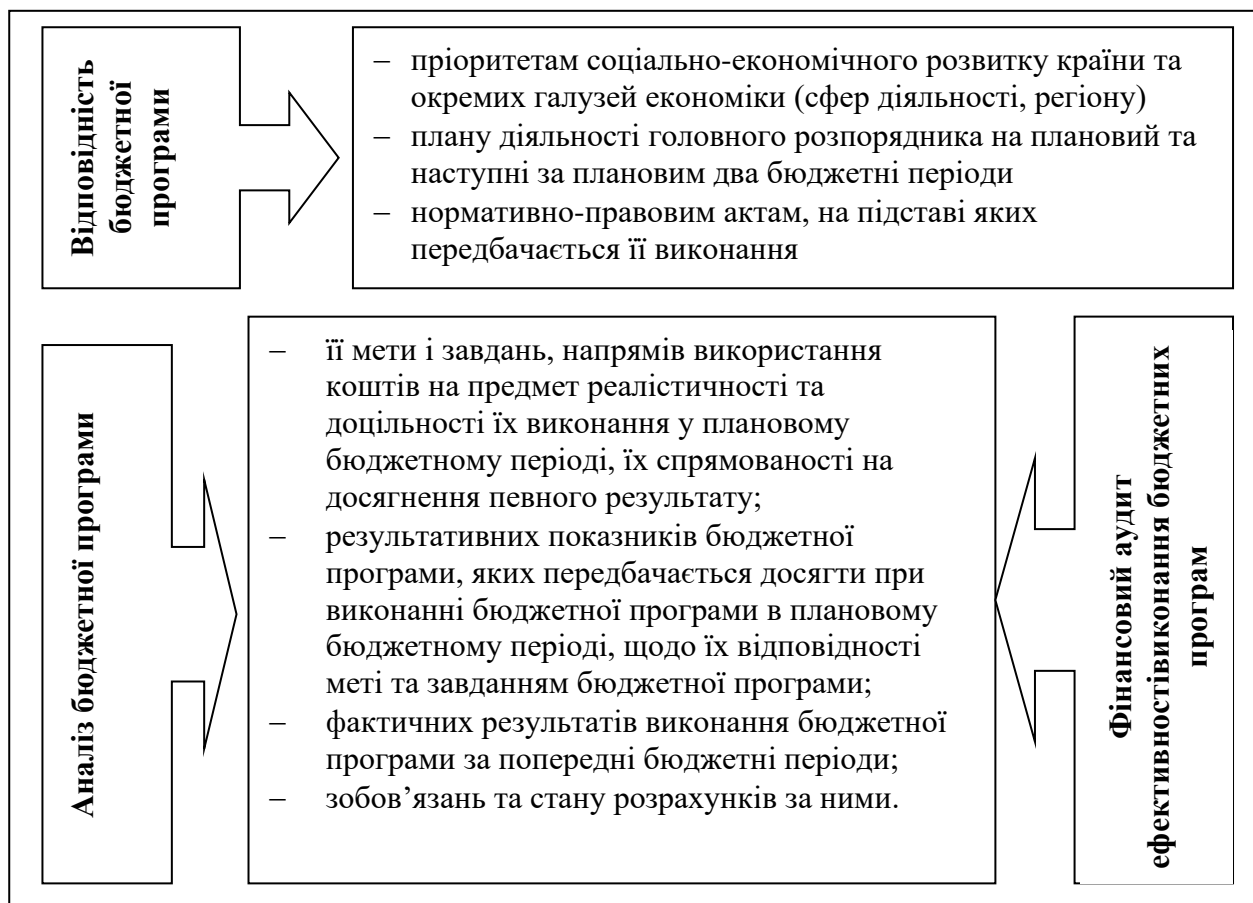 Відповідність
бюджетної
програми
– пріоритетам соціально-економічного розвитку країни та
окремих галузей економіки (сфер діяльності, регіону)
– плану діяльності головного розпорядника на плановий та
наступні за плановим два бюджетні періоди
– нормативно-правовим актам, на підставі яких
передбачається її виконання
Аналіз бюджетної програми
– її мети і завдань, напрямів використання
коштів на предмет реалістичності та
доцільності їх виконання у плановому
бюджетному періоді, їх спрямованості на
досягнення певного результату;
– результативних показників бюджетної
програми, яких передбачається досягти при
виконанні бюджетної програми в плановому
бюджетному періоді, щодо їх відповідності
меті та завданням бюджетної програми;
– фактичних результатів виконання бюджетної
програми за попередні бюджетні періоди;
– зобов’язань та стану розрахунків за ними.
Фінансовий аудит
ефективностівиконання бюджетних
програм